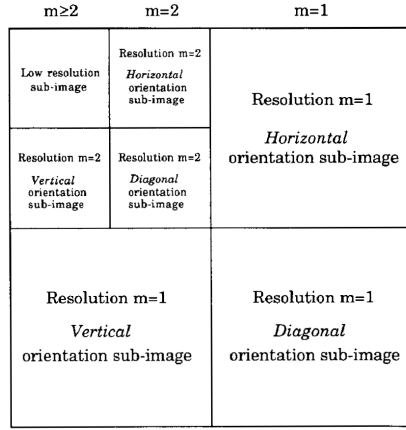 m≥2
m=2
m=1
Low resolution
sub-image
Resolution m=2
Horizontal
orientation
sub-image
Resolution m=1
Horizontal
orientation sub-image
Resolution m=2
Vertical
orientation
sub-image
Resolution m=2
Diagonal
orientation
sub-image
Resolution m=1
Vertical
orientation sub-image
Resolution m=1
Diagonal
orientation sub-image